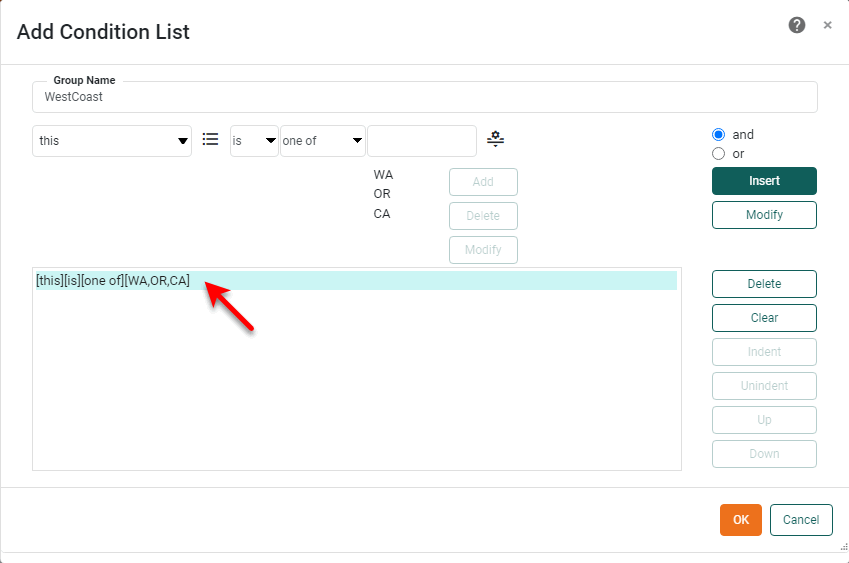 Add Condition List
Group Name
WestCoast
this is one of
and
or
WA
OR
CA
Add
Delete
Modify
Insert
Modify
[this][is][one of][WA,OR,CA]
Delete
Clear
Indent
Unindent
Up
Down
OK Cancel